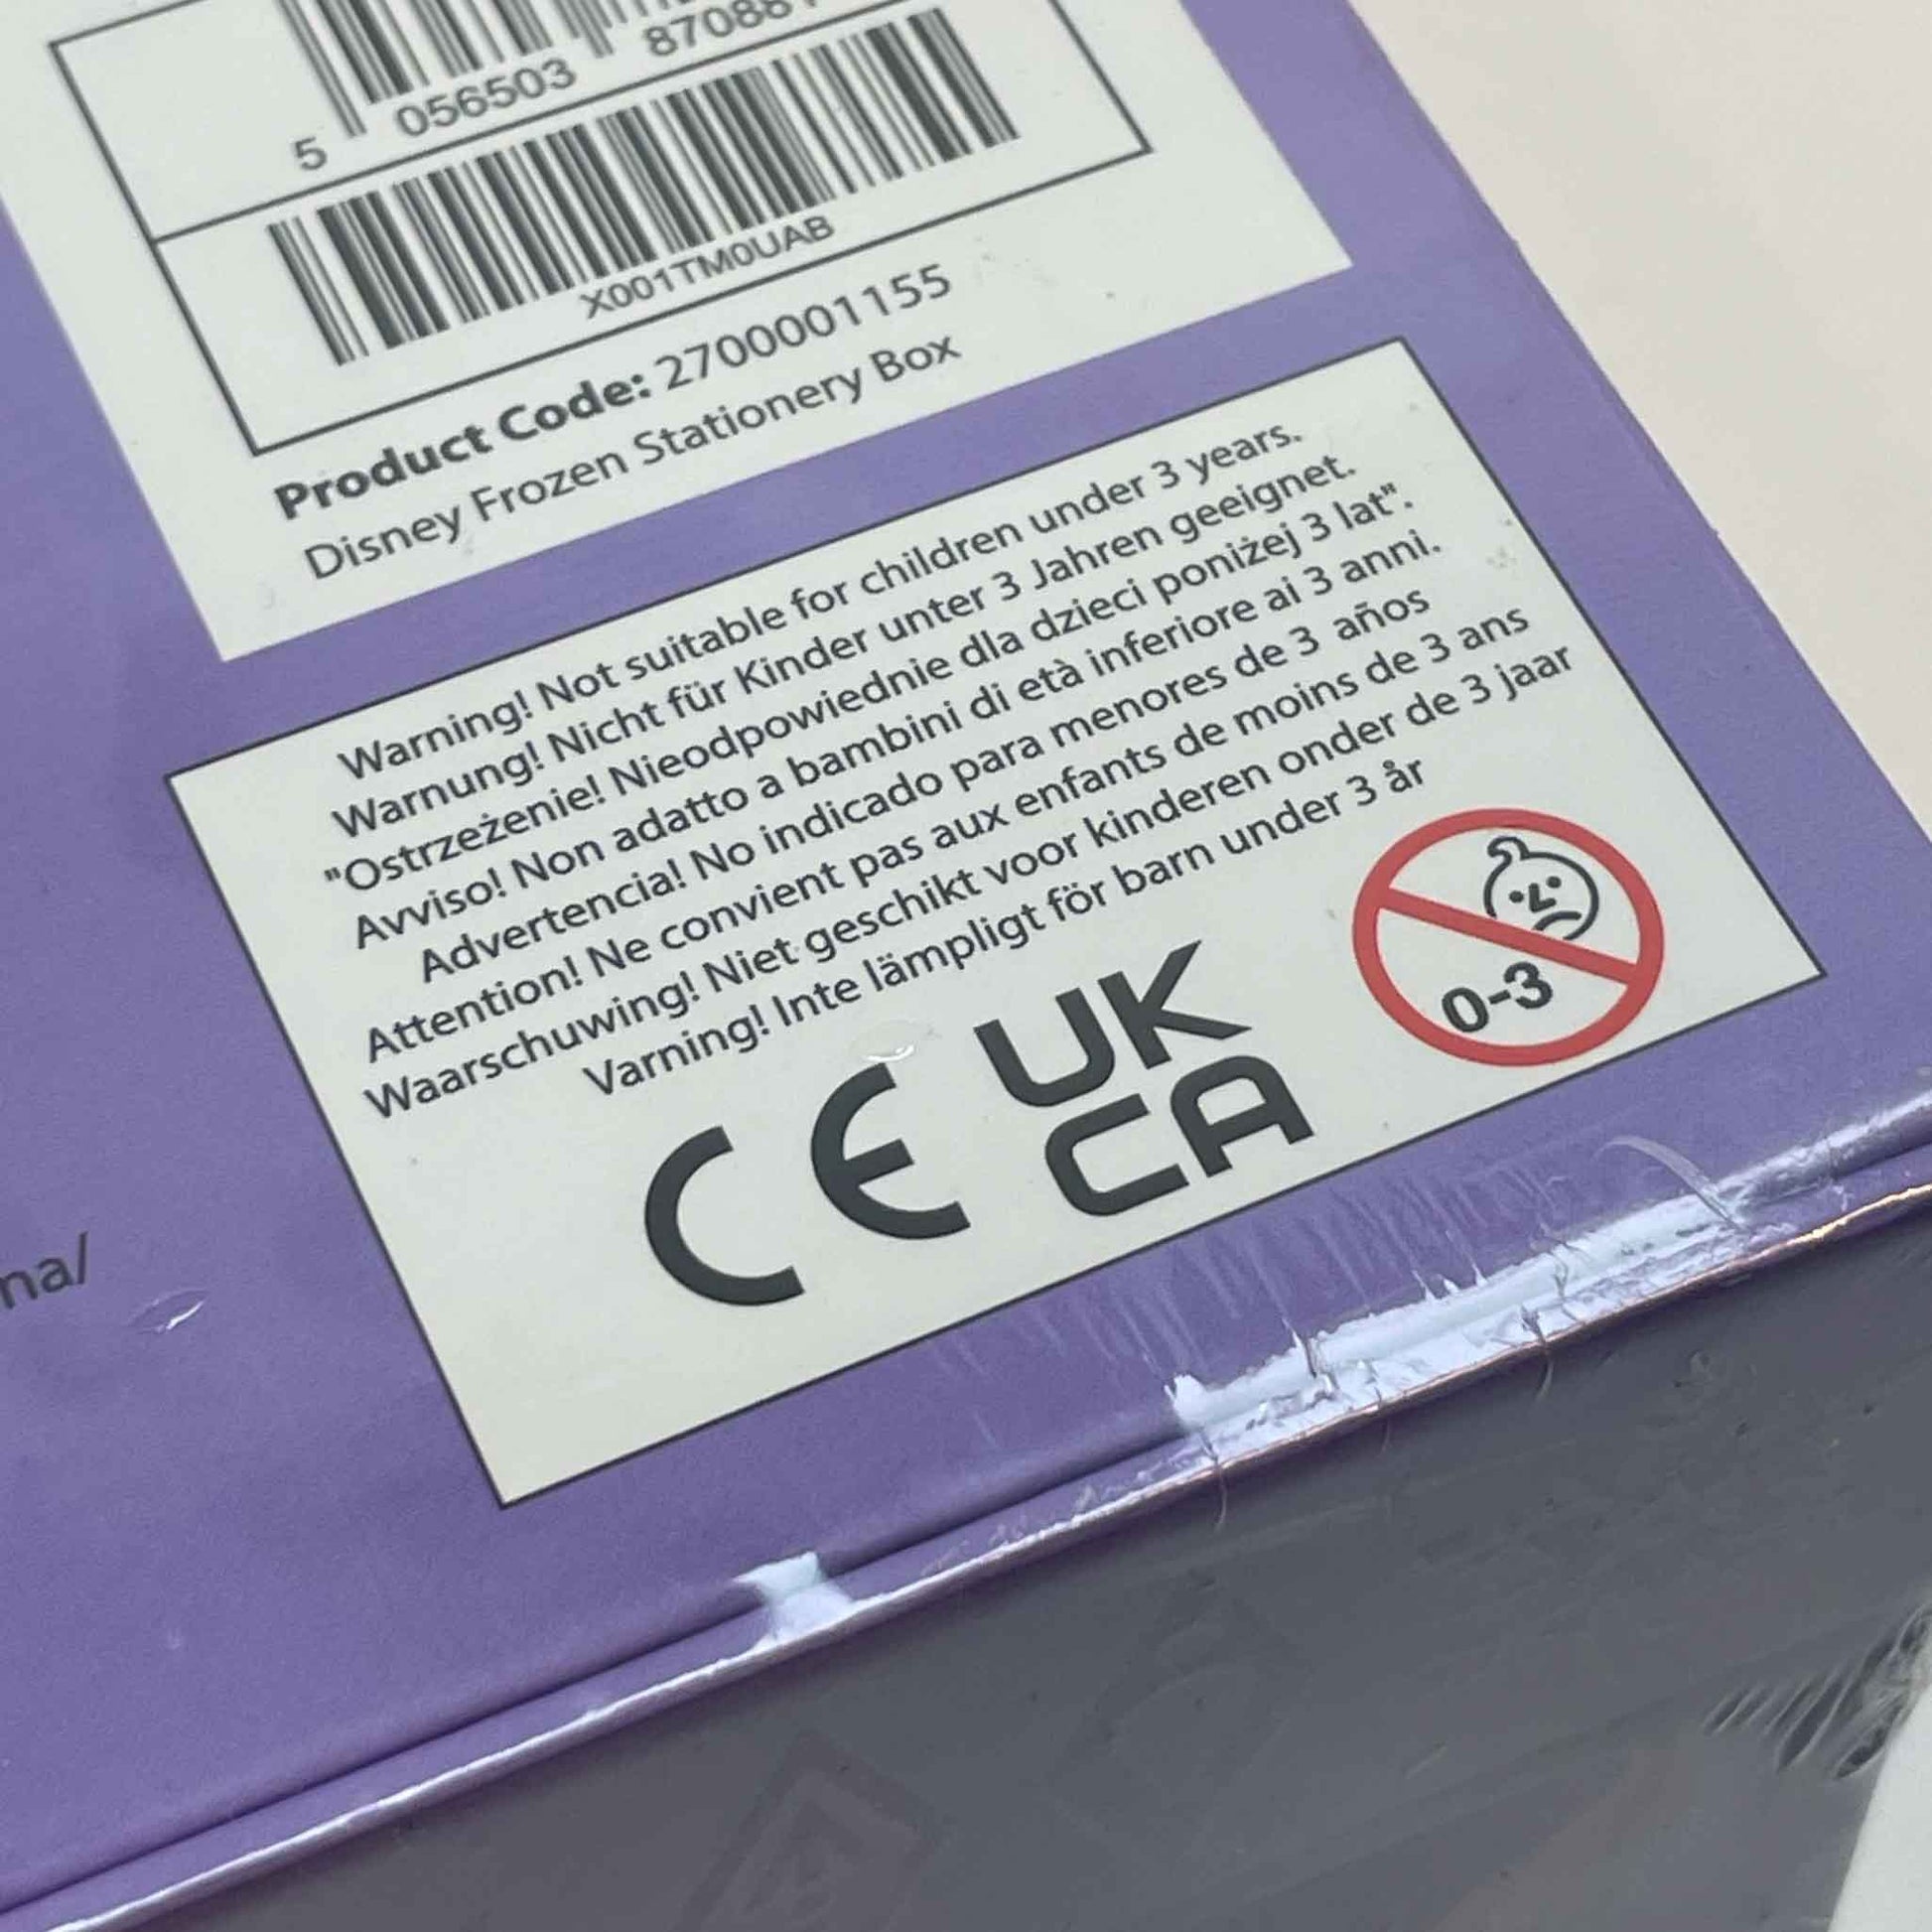 5 056503 87088
X001TM0UAB
Product Code: 2700001155
Disney Frozen Stationery Box
Warning! Not suitable for children under 3 years.
Warnung! Nicht für Kinder unter 3 Jahren geeignet.
"Ostrzeżenie! Nieodpowiednie dla dzieci poniżej 3 lat".
Avviso! Non adatto a bambini di età inferiore ai 3 anni.
Advertencia! No indicado para menores de 3 años
Attention! Ne convient pas aux enfants de moins de 3 ans
Waarschuwing! Niet geschikt voor kinderen onder de 3 jaar
Varning! Inte lämpligt för barn under 3 år
CE
UK
CA
0-3
na/